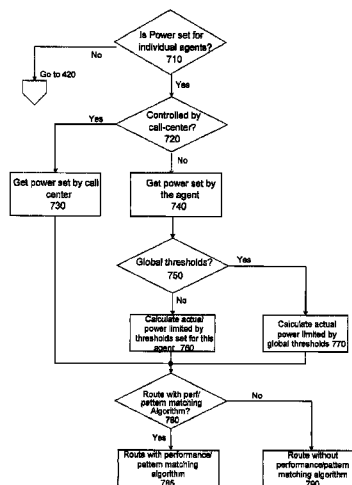 Is Power set for
individual agents?
710
No
Go to 420
Yes
Controlled by
call-center?
720
Yes
No
Get power set by call
center
730
Get power set by
the agent
740
Global thresholds?
750
Yes
No
Calculate actual
power limited by
thresholds set for this
agent 760
Calculate actual
power limited by
global thresholds 770
Route with perf/
pattern matching
Algorithm?
780
No
Yes
Route with performance/
pattern matching
algorithm
785
Route without
performance/pattern
matching algorithm
790